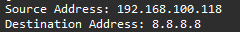 Source Address: 192.168.100.118
Destination Address: 8.8.8.8